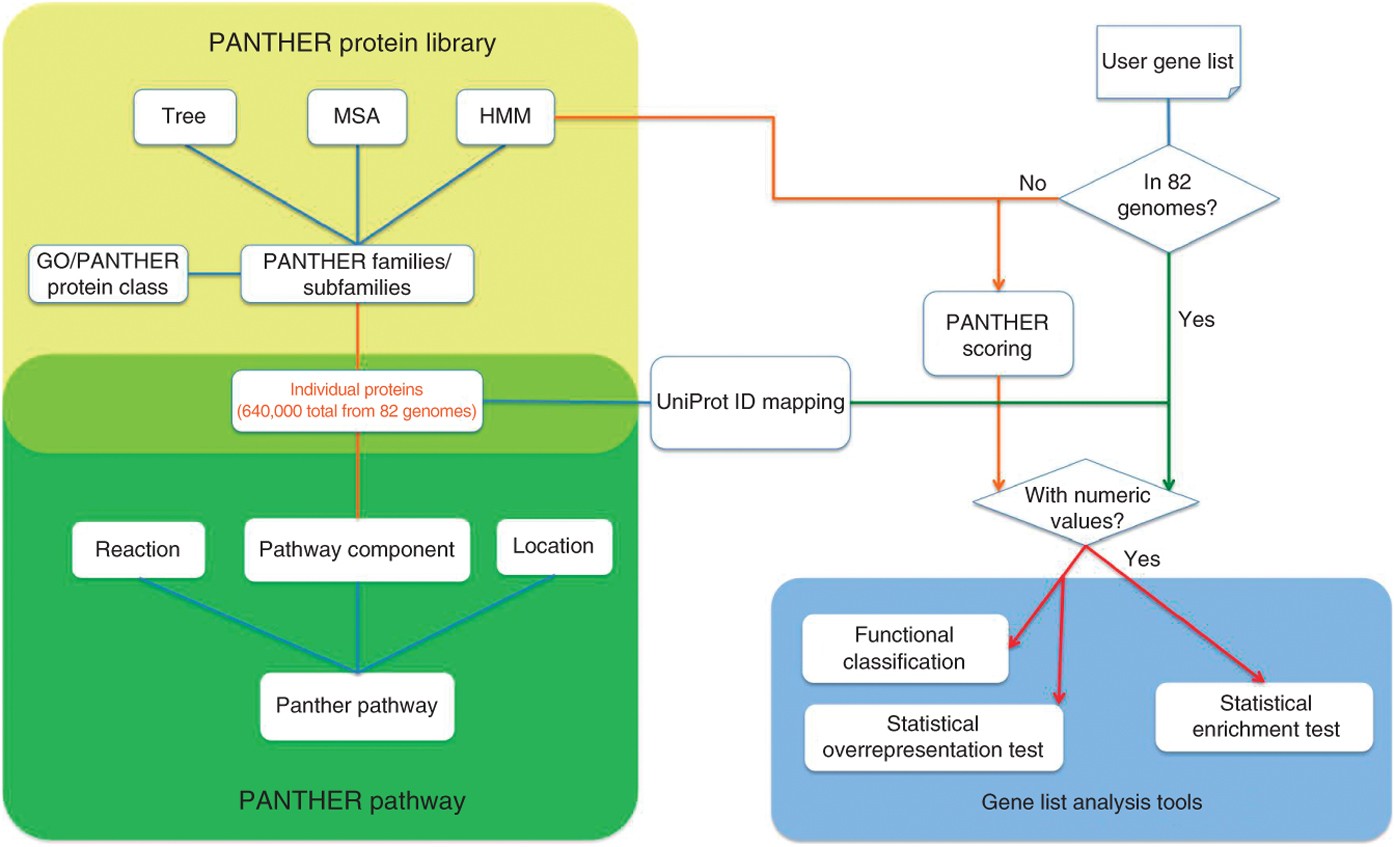 PANTHER protein library
Tree
MSA
HMM
GO/PANTHER
protein class
PANTHER families/
subfamilies
Individual proteins
(640,000 total from 82 genomes)
Reaction
Pathway component
Location
Panther pathway
PANTHER pathway
UniProt ID mapping
User gene list
In 82
genomes?
No
Yes
PANTHER
scoring
With numeric
values?
Yes
Functional
classification
Statistical
overrepresentation test
Statistical
enrichment test
Gene list analysis tools